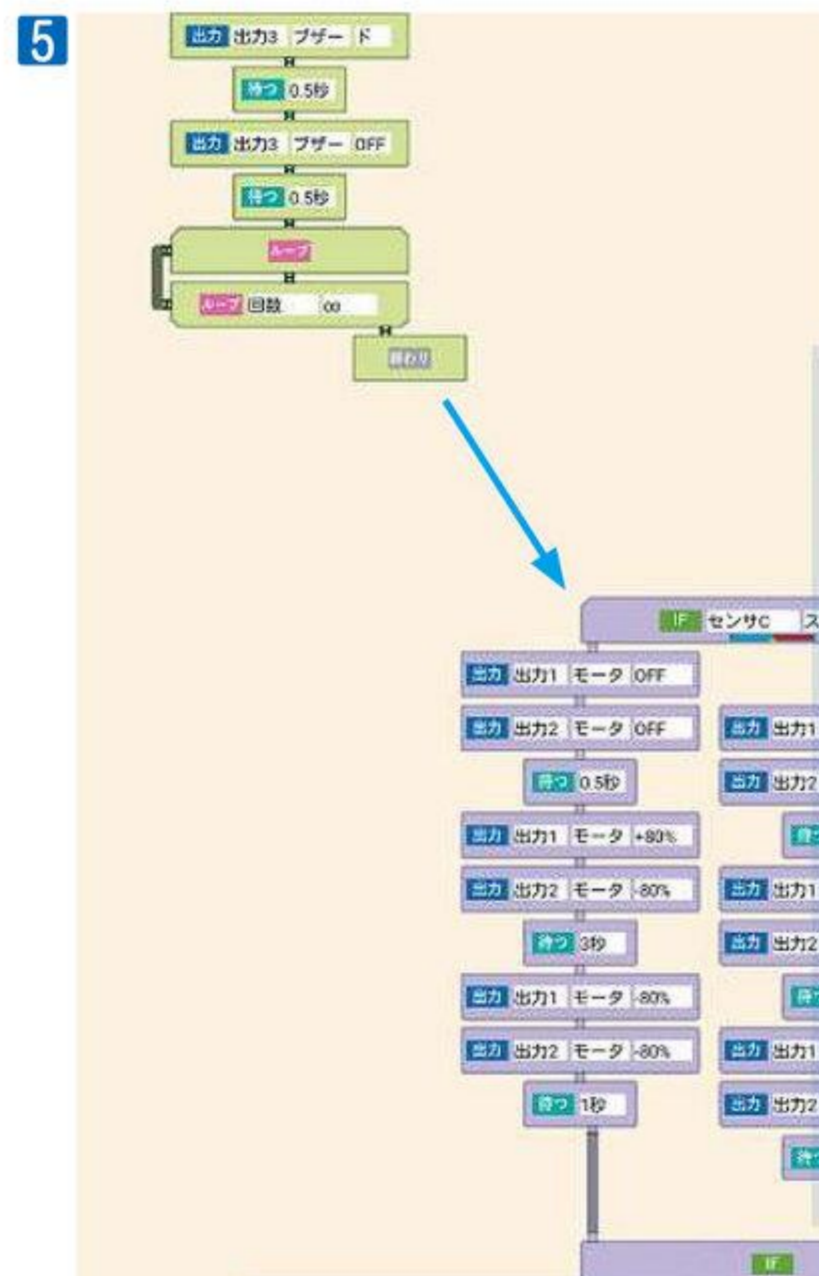 5
出力 出力3 ブザー ド
待つ 0.5秒
出力 出力3 ブザー OFF
待つ 0.5秒
ループ
ループ 回数 ∞
終わり
IF センサC ス
出力 出力1 モータ OFF
出力 出力2 モータ OFF 出力 出力1
待つ 0.5秒 出力 出力2
出力 出力1 モータ +80% 待つ
出力 出力2 モータ -80% 出力 出力1
待つ 3秒 出力 出力2
出力 出力1 モータ -80% 待つ
出力 出力2 モータ -80% 出力 出力1
待つ 1秒 出力 出力2
待つ
IF